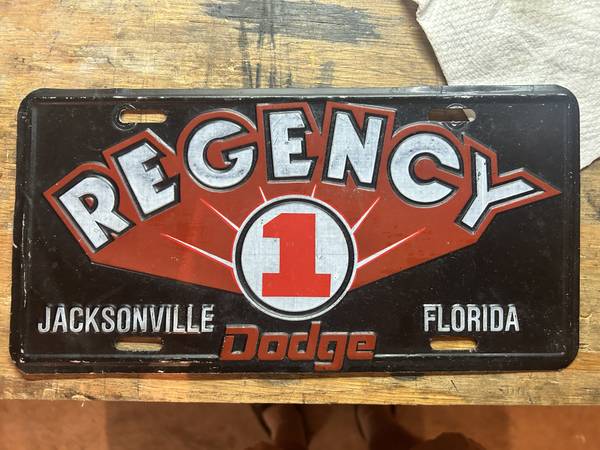 REGENCY
1
JACKSONVILLE
FLORIDA
Dodge